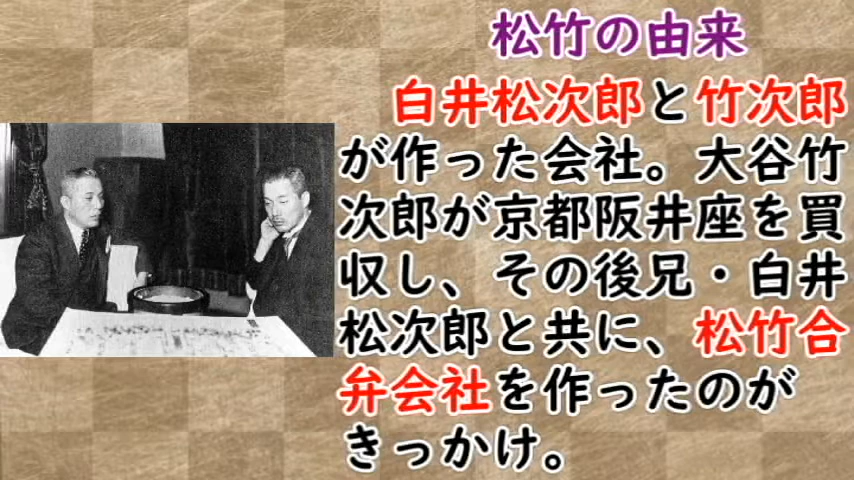 松竹の由来
白井松次郎と竹次郎
が作った会社。大谷竹
次郎が京都阪井座を買
収し、その後兄・白井
松次郎と共に、松竹合
弁会社を作ったのが
きっかけ。